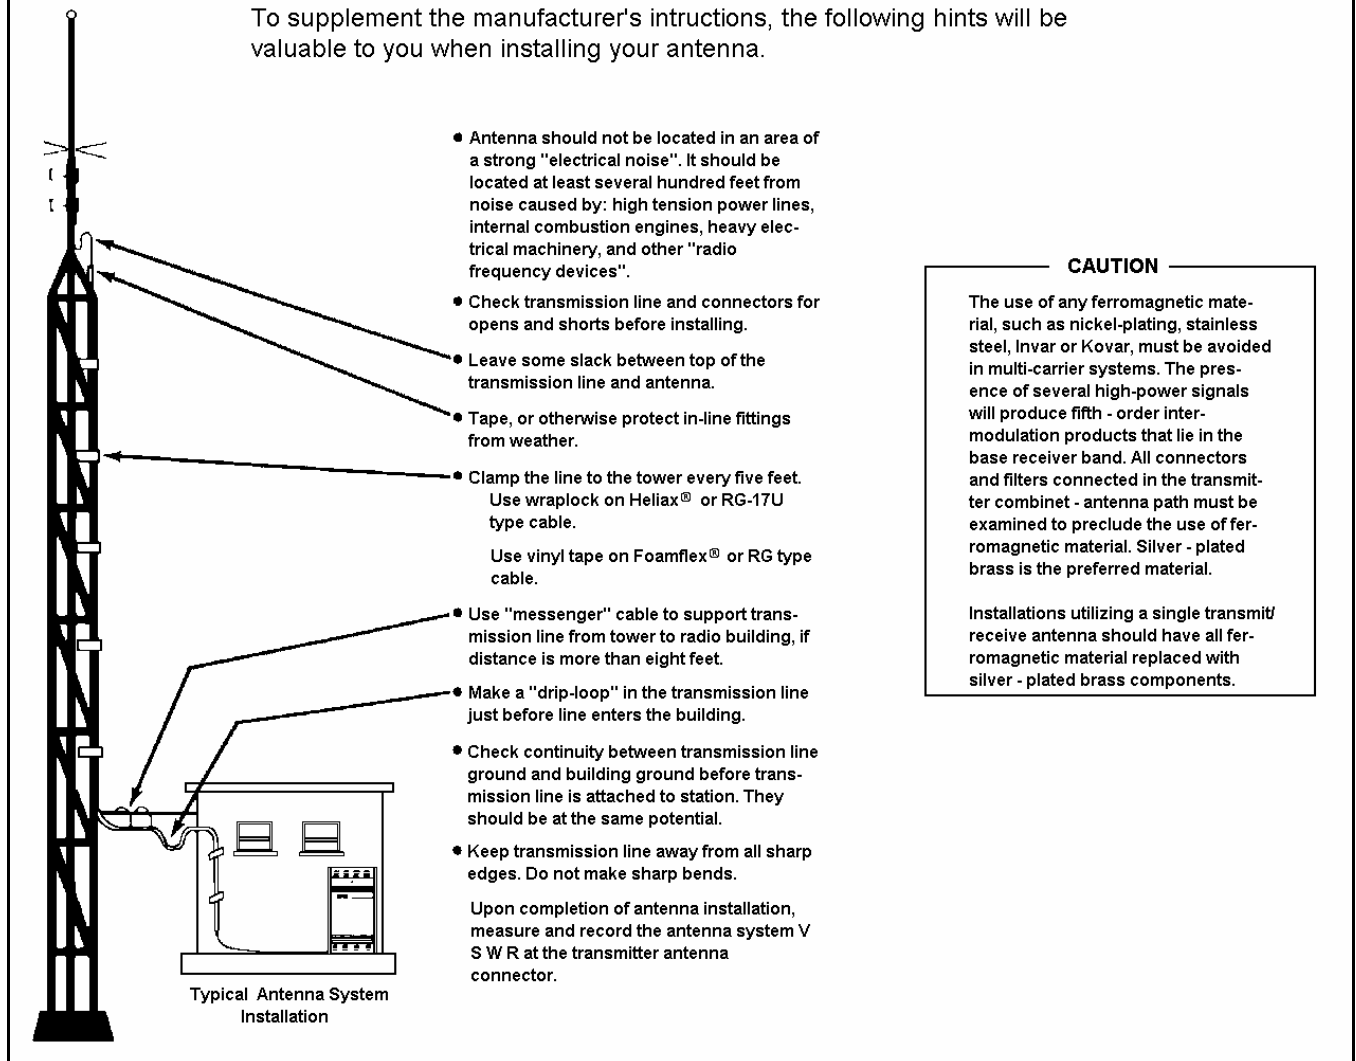 To supplement the manufacturer's intructions, the following hints will be
valuable to you when installing your antenna.
● Antenna should not be located in an area of
a strong "electrical noise". It should be
located at least several hundred feet from
noise caused by: high tension power lines,
internal combustion engines, heavy elec-
trical machinery, and other "radio
frequency devices".
● Check transmission line and connectors for
opens and shorts before installing.
● Leave some slack between top of the
transmission line and antenna.
● Tape, or otherwise protect in-line fittings
from weather.
● Clamp the line to the tower every five feet.
Use wraplock on Heliax® or RG-17U
type cable.
Use vinyl tape on Foamflex® or RG type
cable.
● Use "messenger" cable to support trans-
mission line from tower to radio building, if
distance is more than eight feet.
● Make a "drip-loop" in the transmission line
just before line enters the building.
● Check continuity between transmission line
ground and building ground before trans-
mission line is attached to station. They
should be at the same potential.
● Keep transmission line away from all sharp
edges. Do not make sharp bends.
Upon completion of antenna installation,
measure and record the antenna system V
S W R at the transmitter antenna
connector.
Typical Antenna System
Installation
CAUTION
The use of any ferromagnetic mate-
rial, such as nickel-plating, stainless
steel, Invar or Kovar, must be avoided
in multi-carrier systems. The pres-
ence of several high-power signals
will produce fifth - order inter-
modulation products that lie in the
base receiver band. All connectors
and filters connected in the transmit-
ter combinet - antenna path must be
examined to preclude the use of fer-
romagnetic material. Silver - plated
brass is the preferred material.
Installations utilizing a single transmit/
receive antenna should have all fer-
romagnetic material replaced with
silver - plated brass components.